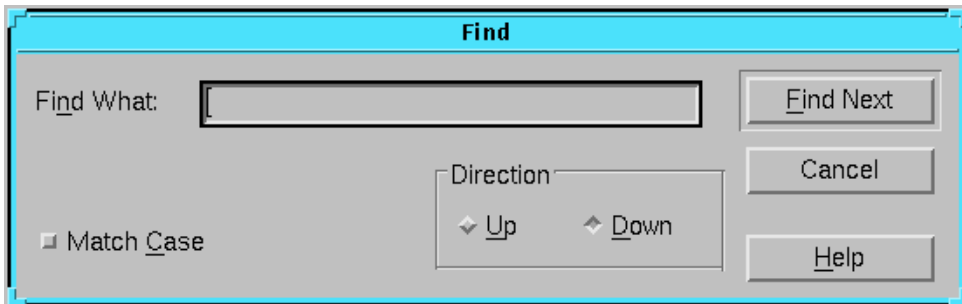 Find
Find What:
Find Next
Direction
Cancel
Up
Down
Match Case
Help